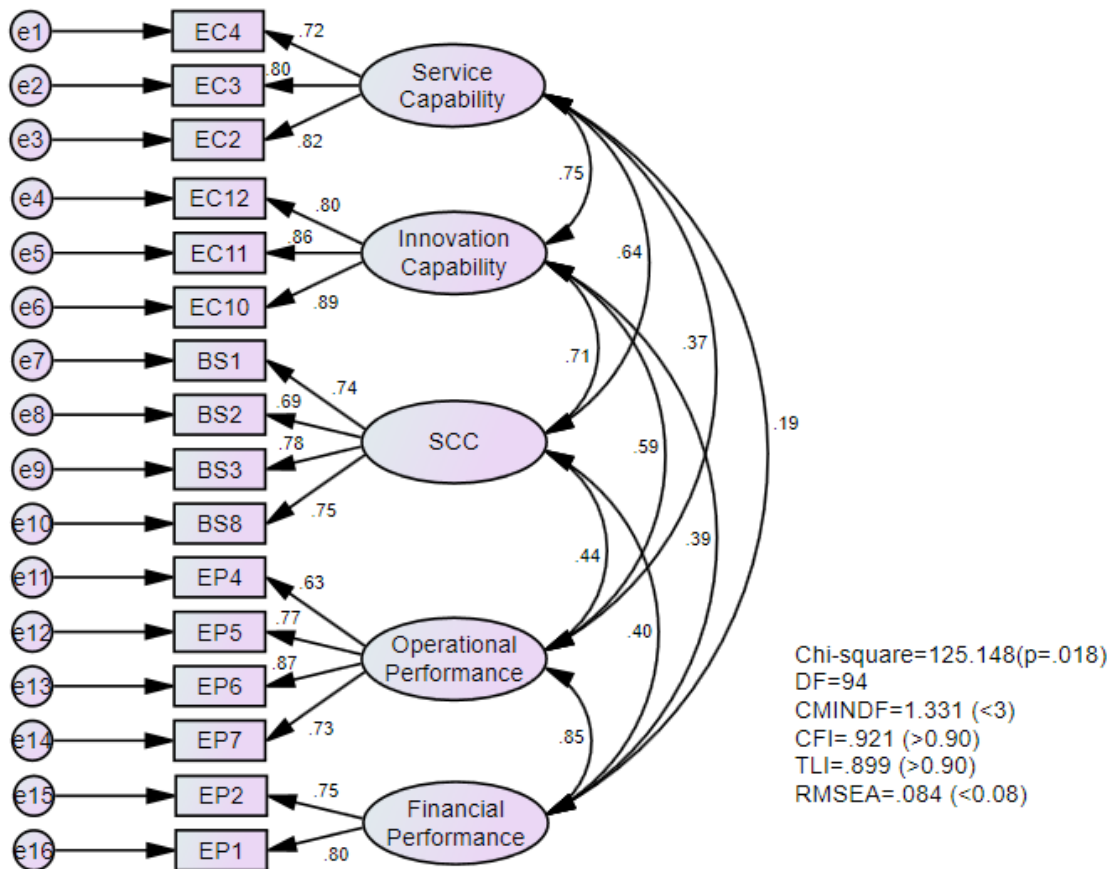 e1
EC4
.72
e2
EC3
.80
Service
Capability
e3
EC2
.82
.75
e4
EC12
.80
e5
EC11
.86
Innovation
Capability
.64
e6
EC10
.89
e7
BS1
.74
.71
.37
e8
BS2
.69
e9
BS3
.78
SCC
.59
.19
e10
BS8
.75
.44
.39
e11
EP4
.63
e12
EP5
.77
.40
e13
EP6
.87
Operational
Performance
e14
EP7
.73
.85
e15
EP2
.75
e16
EP1
.80
Financial
Performance
Chi-square=125.148(p=.018)
DF=94
CMINDF=1.331 (<3)
CFI=.921 (>0.90)
TLI=.899 (>0.90)
RMSEA=.084 (<0.08)